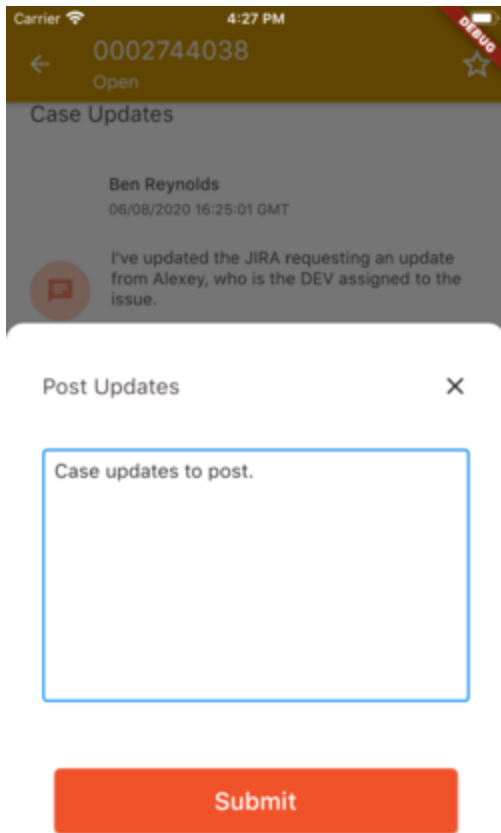 Carrier 4:27 PM
DEBUG
0002744038
Open
Case Updates
Ben Reynolds
06/08/2020 16:25:01 GMT
I've updated the JIRA requesting an update
from Alexey, who is the DEV assigned to the
issue.
Post Updates
Case updates to post.
Submit